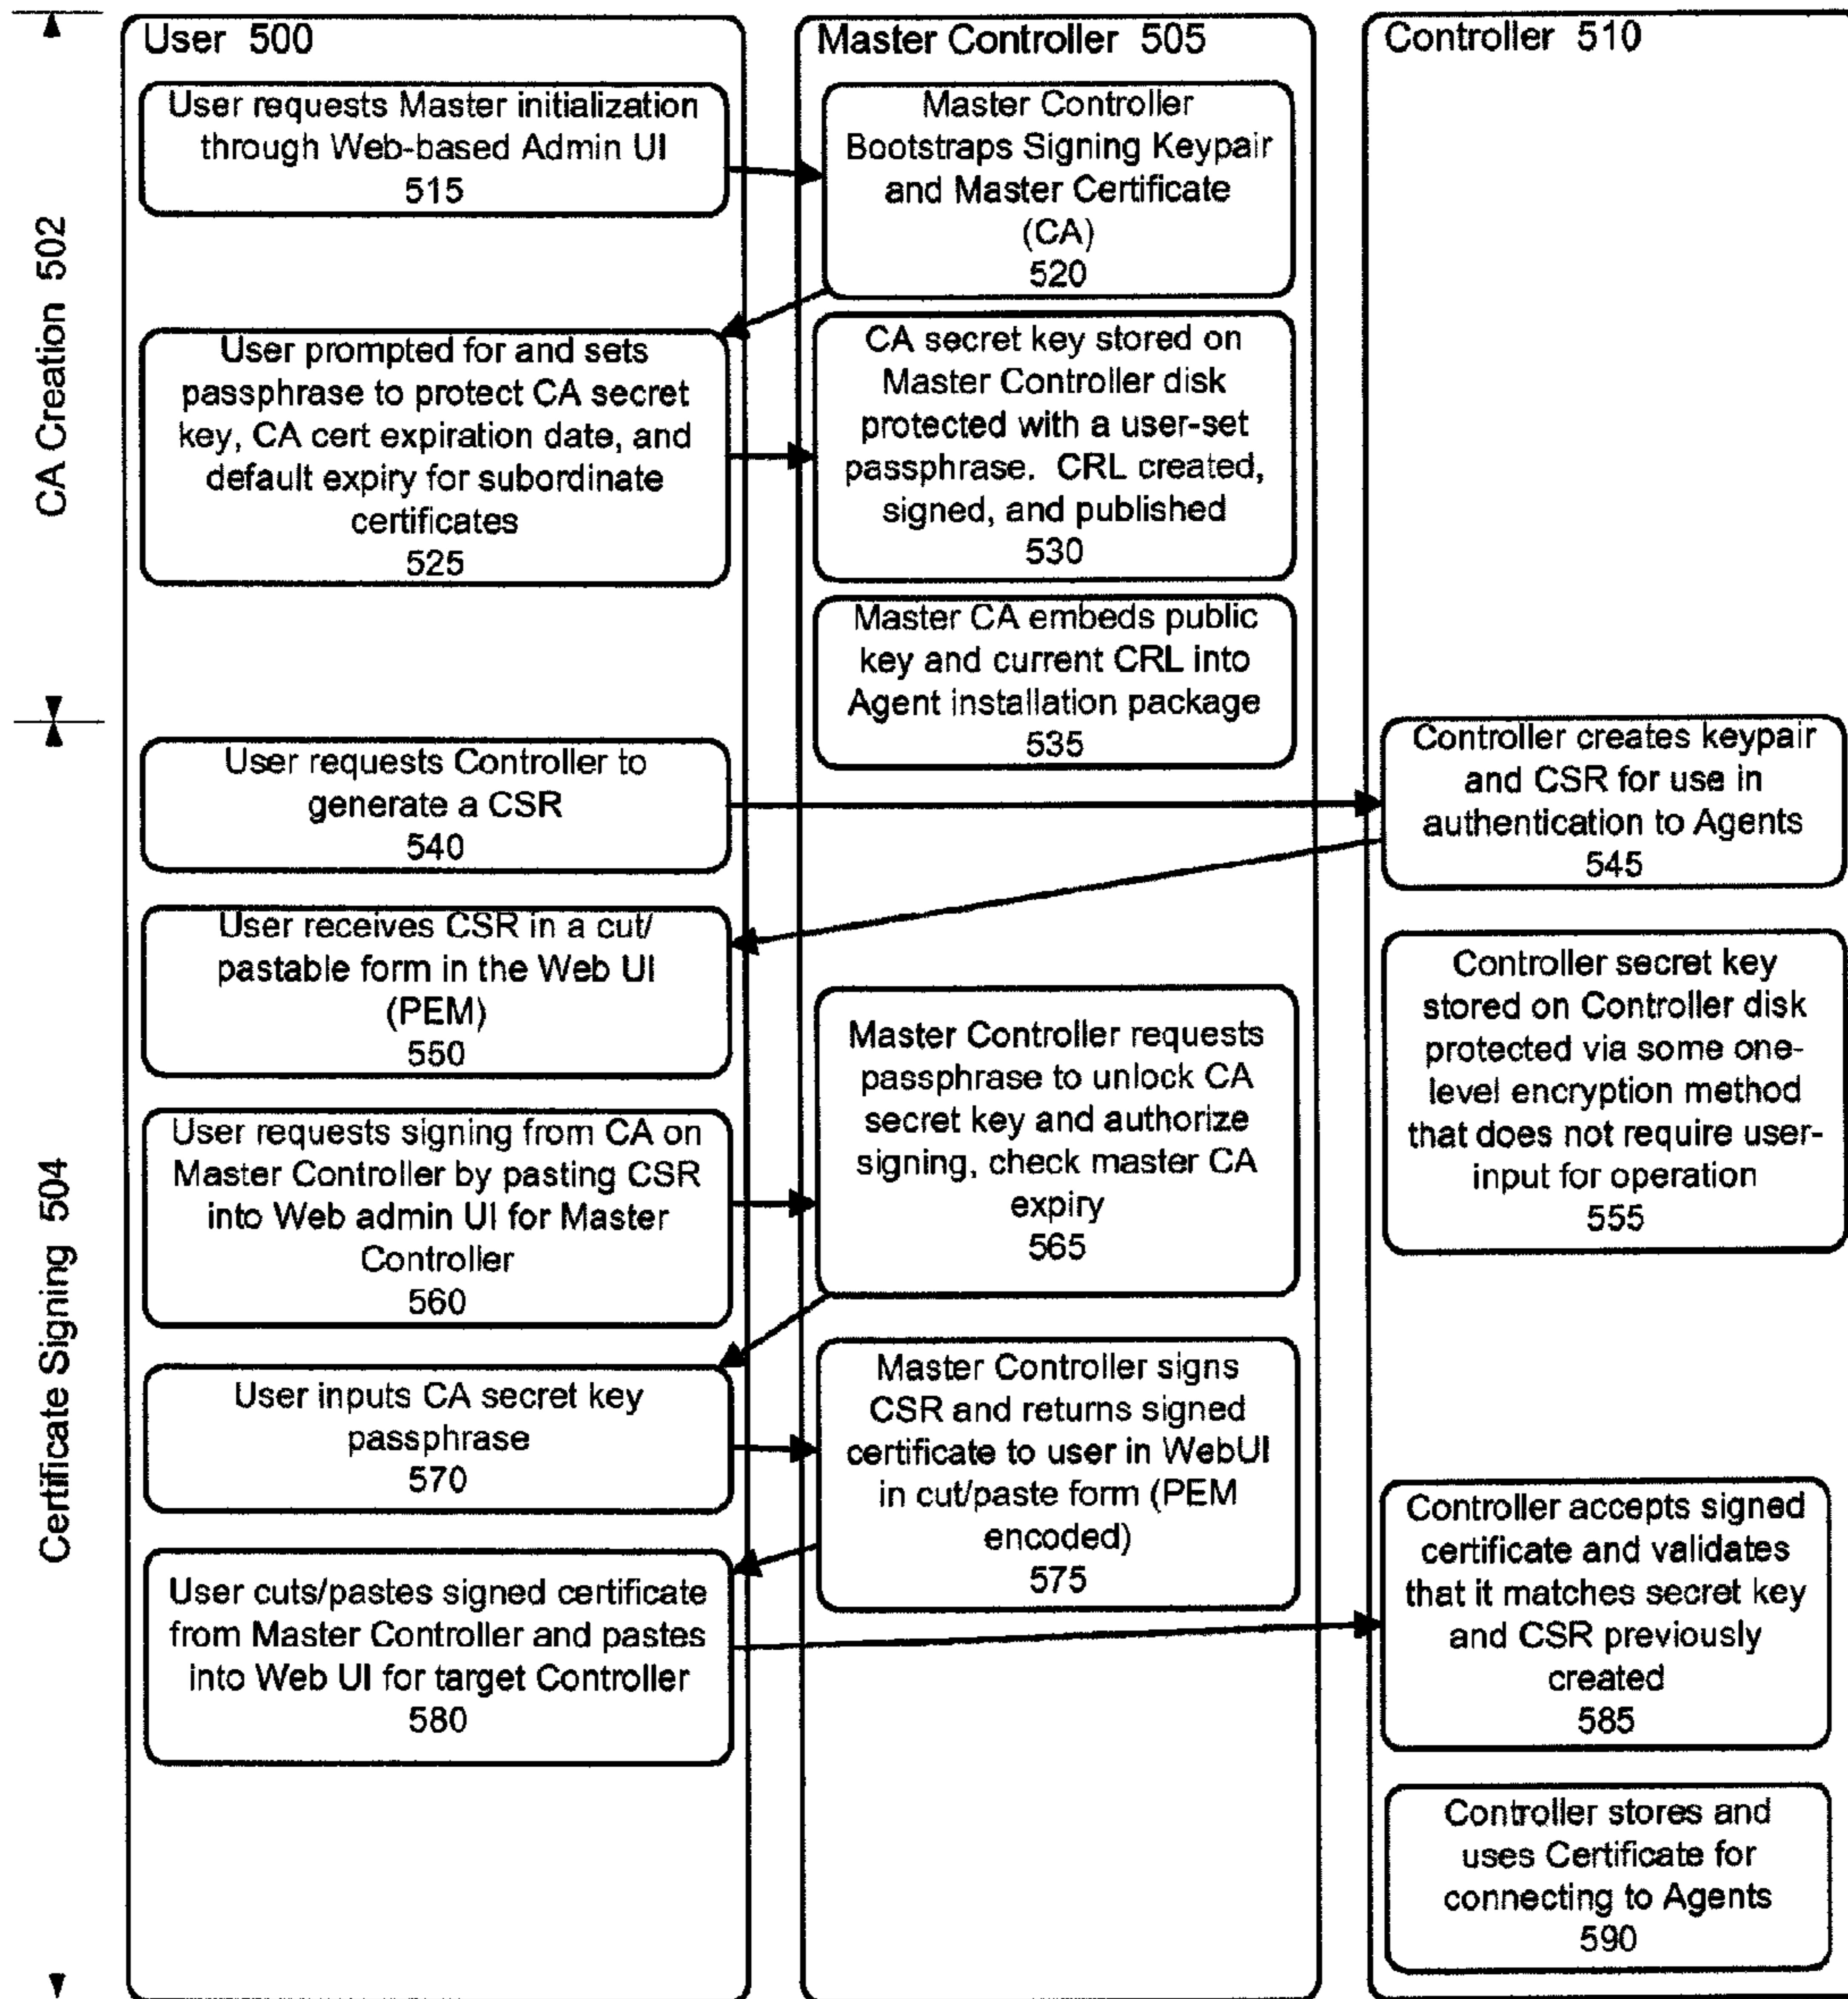 User 500
User requests Master initialization
through Web-based Admin UI
515
User prompted for and sets
passphrase to protect CA secret
key, CA cert expiration date, and
default expiry for subordinate
certificates
525
User requests Controller to
generate a CSR
540
User receives CSR in a cut/
pastable form in the Web UI
(PEM)
550
User requests signing from CA on
Master Controller by pasting CSR
into Web admin UI for Master
Controller
560
User inputs CA secret key
passphrase
570
User cuts/pastes signed certificate
from Master Controller and pastes
into Web UI for target Controller
580
Master Controller 505
Master Controller
Bootstraps Signing Keypair
and Master Certificate
(CA)
520
CA secret key stored on
Master Controller disk
protected with a user-set
passphrase. CRL created,
signed, and published
530
Master CA embeds public
key and current CRL into
Agent installation package
535
Master Controller requests
passphrase to unlock CA
secret key and authorize
signing, check master CA
expiry
565
Master Controller signs
CSR and returns signed
certificate to user in WebUI
in cut/paste form (PEM
encoded)
575
Controller 510
Controller creates keypair
and CSR for use in
authentication to Agents
545
Controller secret key
stored on Controller disk
protected via some one-
level encryption method
that does not require user-
input for operation
555
Controller accepts signed
certificate and validates
that it matches secret key
and CSR previously
created
585
Controller stores and
uses Certificate for
connecting to Agents
590
CA Creation 502
Certificate Signing 504